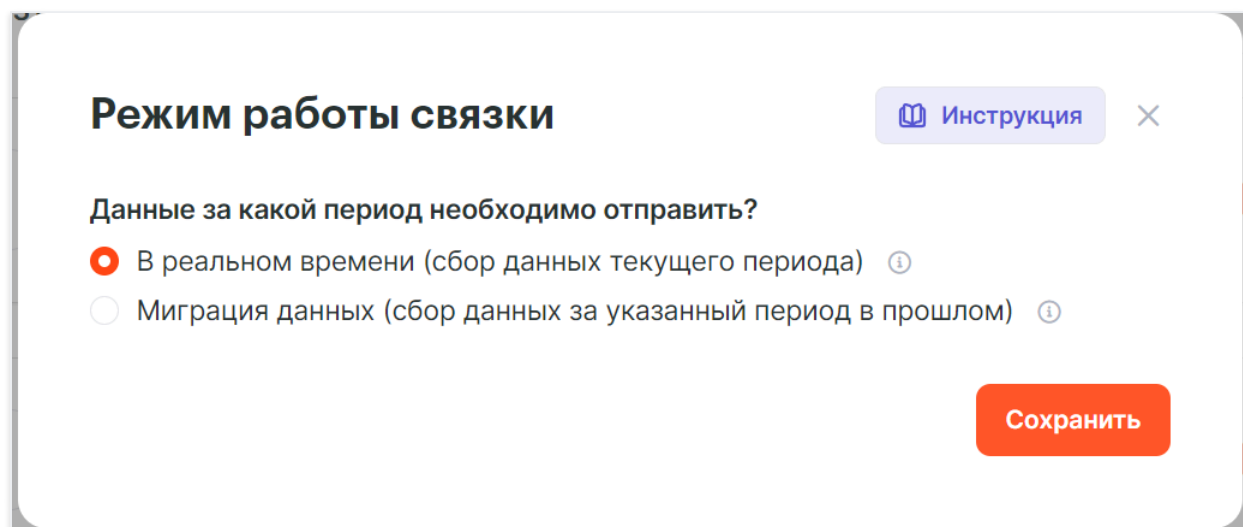 Режим работы связки
Инструкция
Данные за какой период необходимо отправить?
В реальном времени (сбор данных текущего периода)
Миграция данных (сбор данных за указанный период в прошлом)
Сохранить